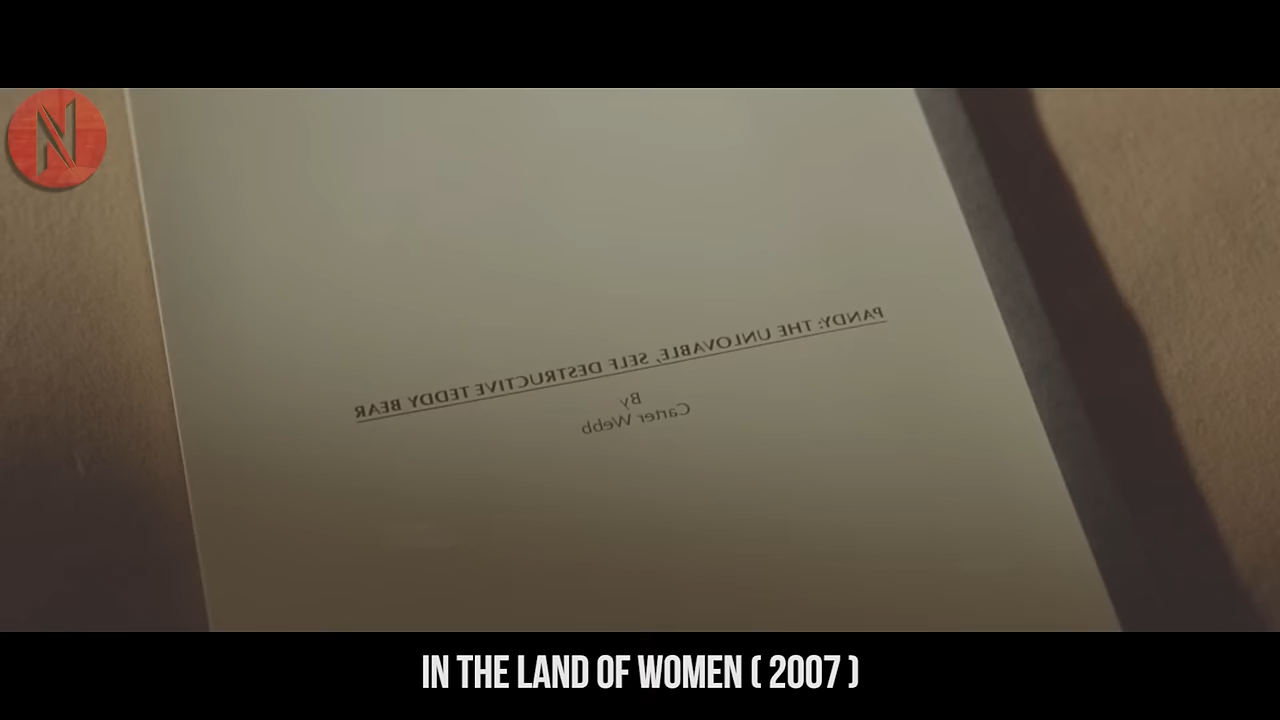 N
PANDY: THE UNLOVABLE, SELF DESTRUCTIVE TEDDY BEAR
By
Carter Webb
IN THE LAND OF WOMEN ( 2007 )